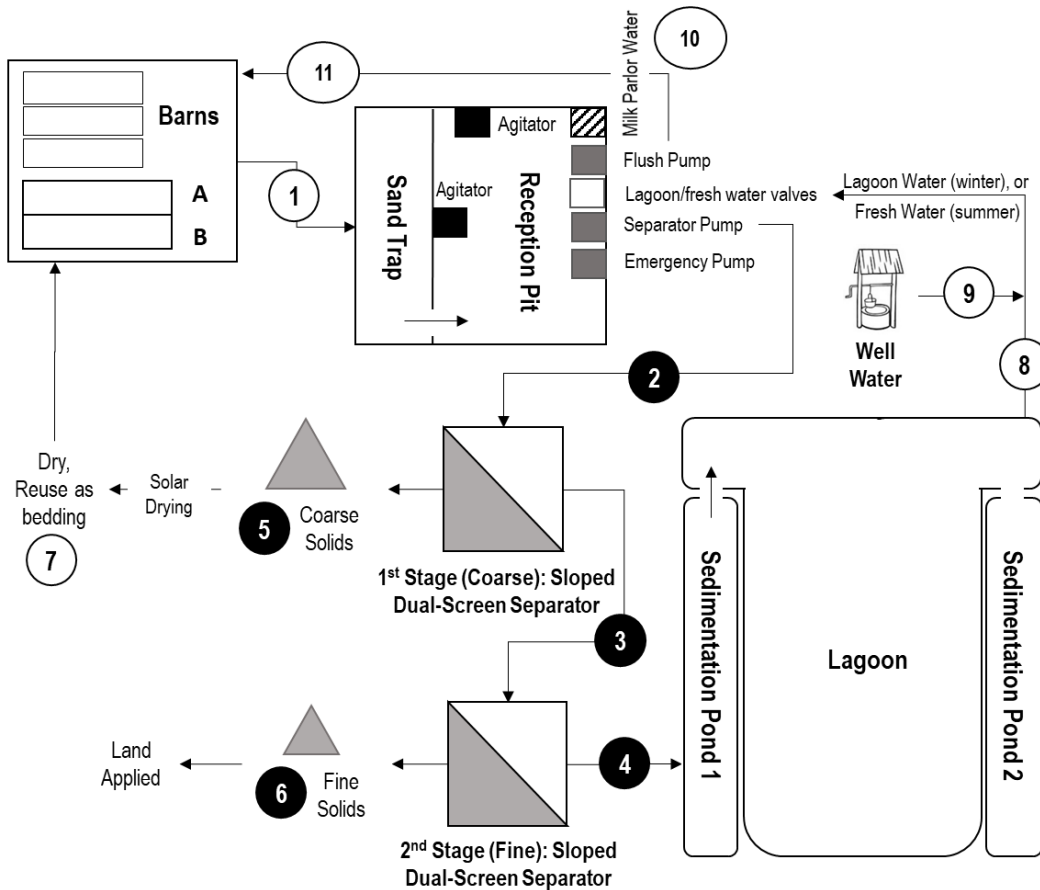 10
Milk Parlor Water
11
Barns
A
B
1
Sand Trap
Agitator
Agitator
Reception Pit
Flush Pump
Lagoon/fresh water valves
Separator Pump
Emergency Pump
Lagoon Water (winter), or
Fresh Water (summer)
9
Well
Water
8
2
Dry,
Reuse as
bedding
7
Solar
Drying
5
Coarse
Solids
1st Stage (Coarse): Sloped
Dual-Screen Separator
3
Land
Applied
6
Fine
Solids
4
2nd Stage (Fine): Sloped
Dual-Screen Separator
Sedimentation Pond 1
Lagoon
Sedimentation Pond 2